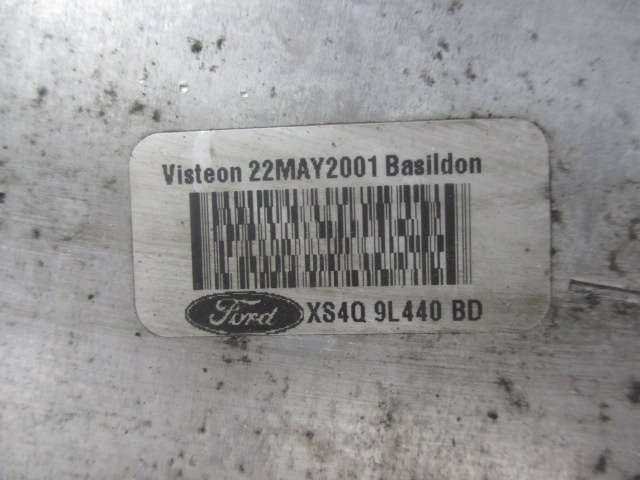 Visteon 22MAY2001 Basildon
Ford XS4Q 9L440 BD